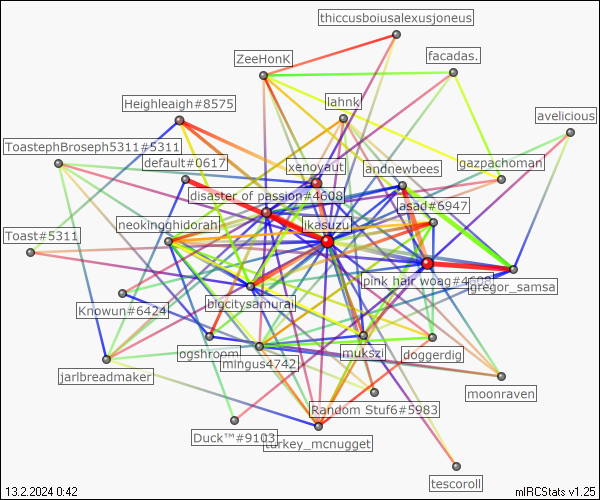 thiccusboiusalexusjoneus
ZeeHonK
facadas.
Heighleaigh#8575
lahnk
avelicious
ToastephBroseph5311#5311
default#0617
xenoyaut
andnewbees
gazpachoman
disaster of passion#4608
asad#6947
neokingghidorah
ikasuzu
Toast#5311
pink hair woag#4608
gregor_samsa
Knowun#6424
bigcitysamurai
ogshroom
mingus4742
mukszi
doggerdig
jarlbreadmaker
moonraven
Random Stuf6#5983
Duck™#9103
turkey_mcnugget
tescoroll
13.2.2024 0:42
mIRCStats v1.25